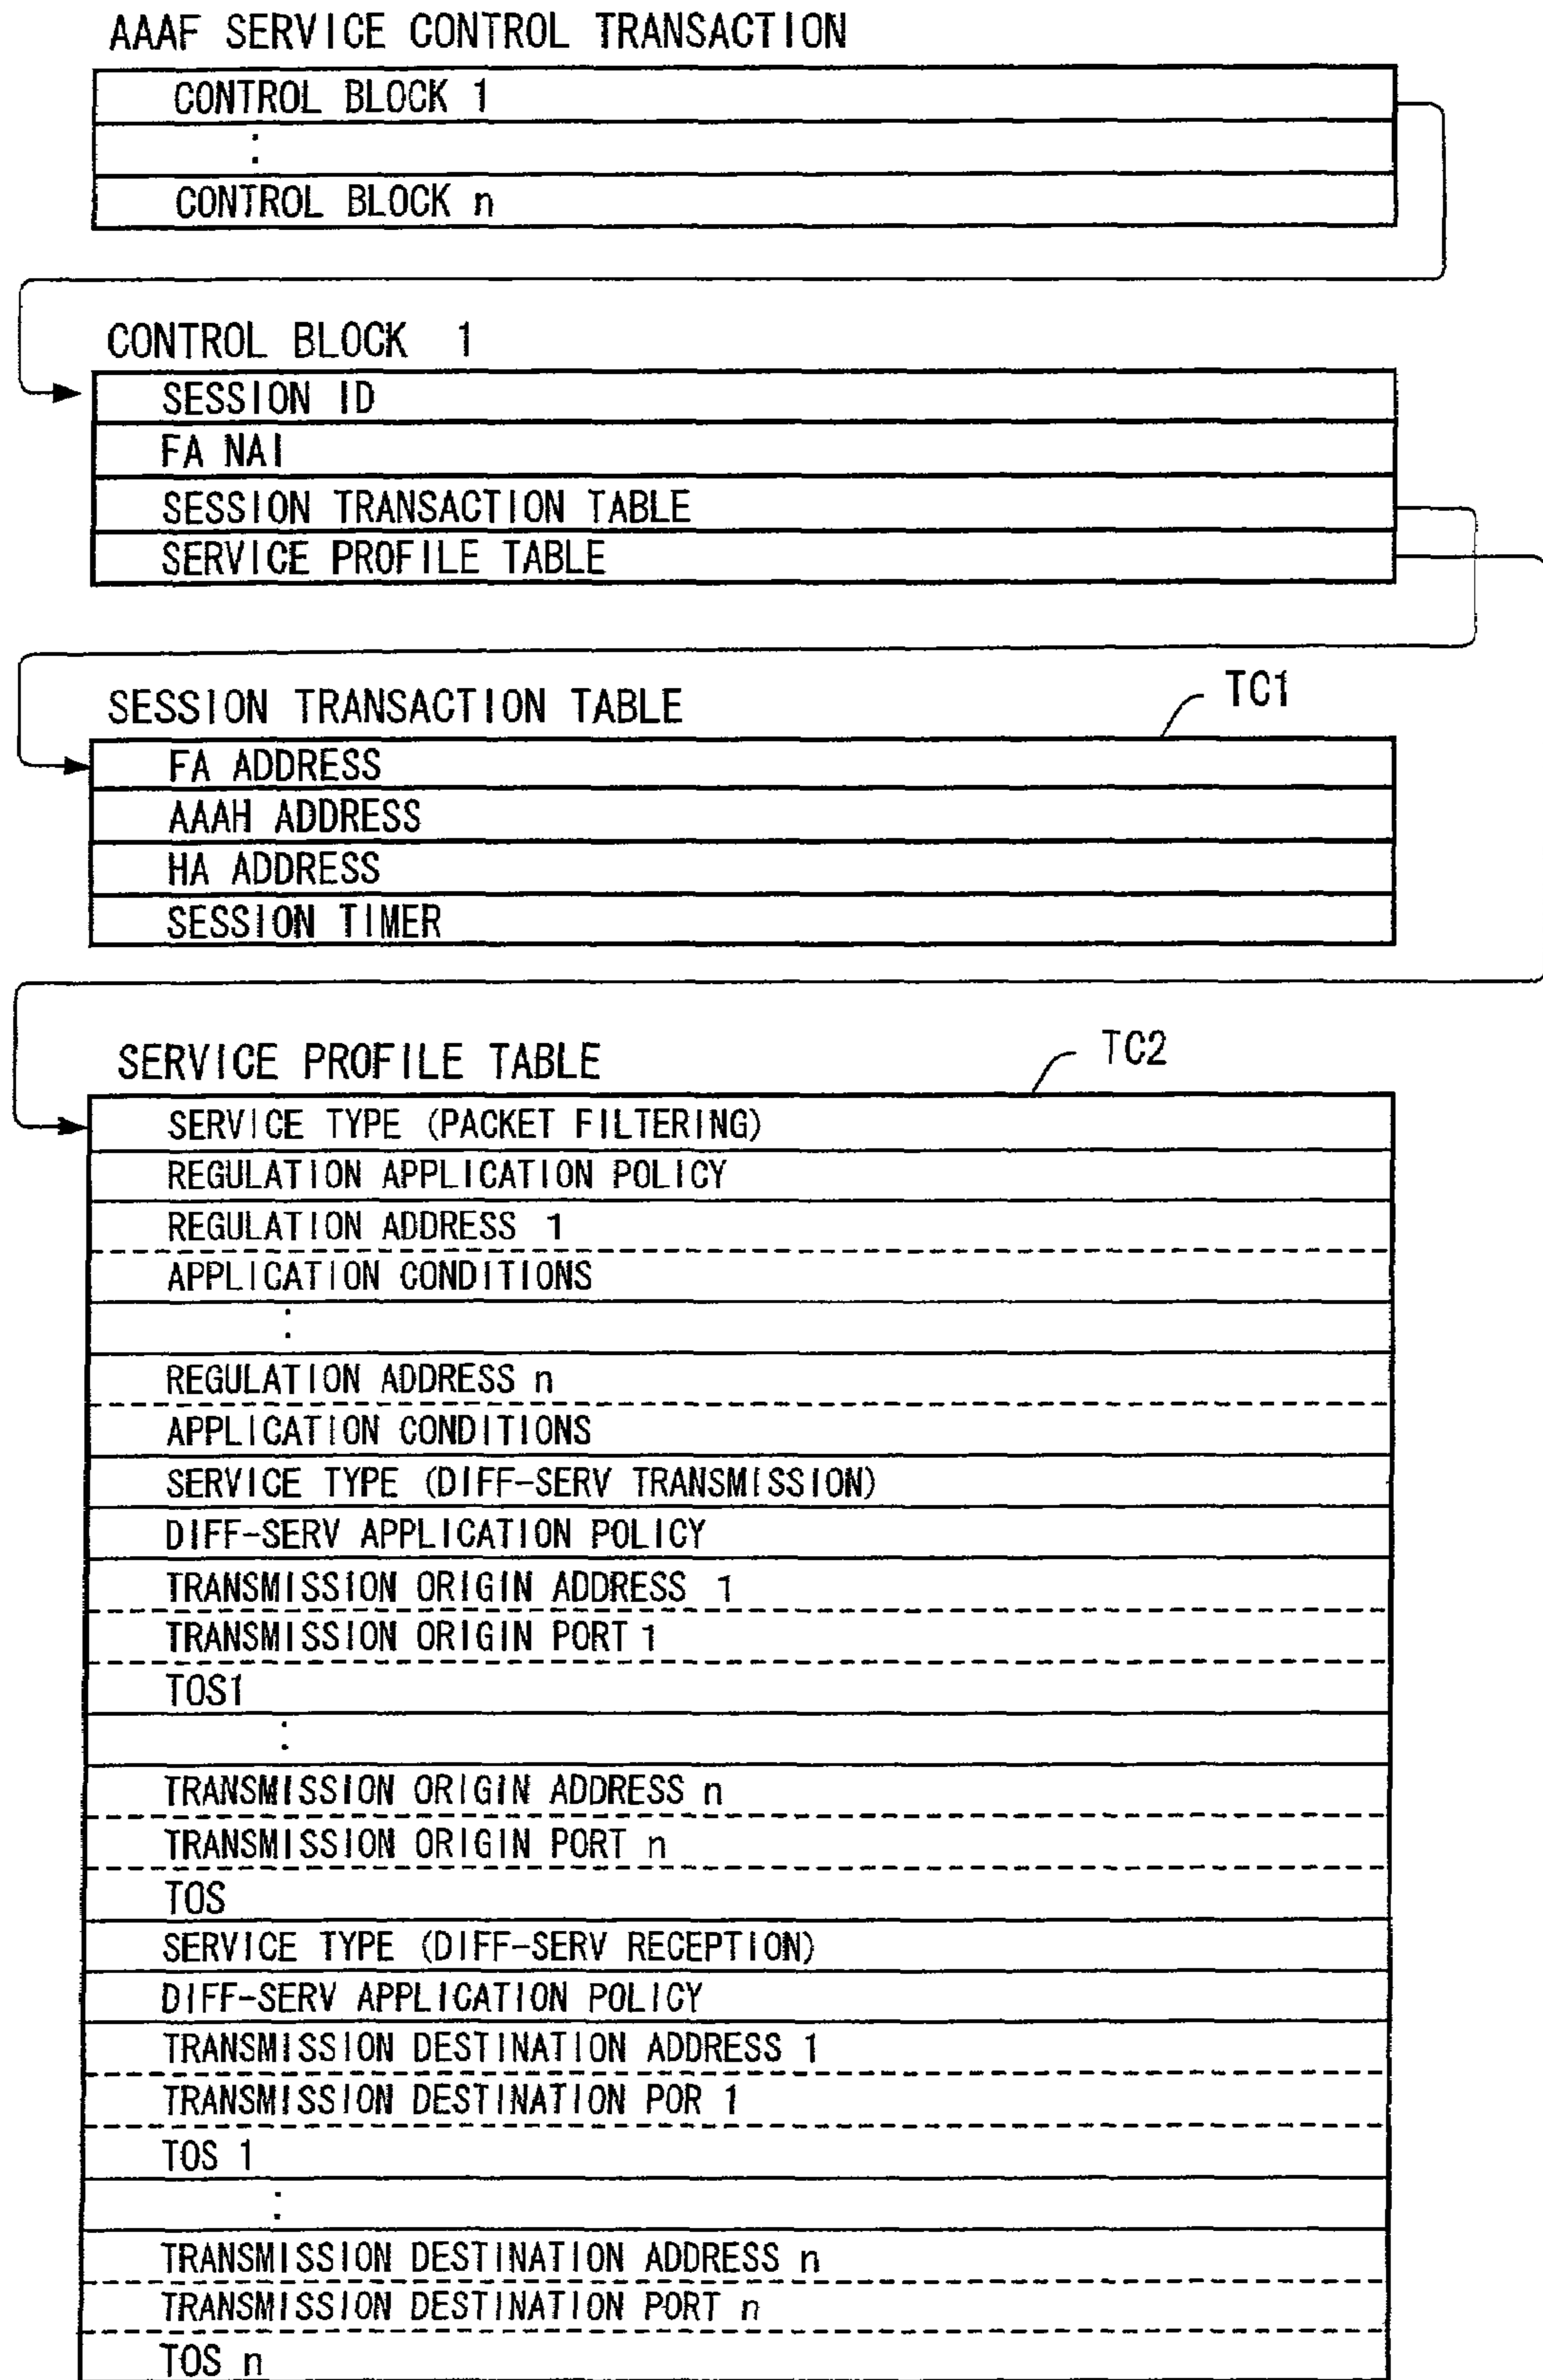 AAAF SERVICE CONTROL TRANSACTION
CONTROL BLOCK 1
:
CONTROL BLOCK n
CONTROL BLOCK 1
SESSION ID
FA NAI
SESSION TRANSACTION TABLE
SERVICE PROFILE TABLE
SESSION TRANSACTION TABLE
TC1
FA ADDRESS
AAAH ADDRESS
HA ADDRESS
SESSION TIMER
SERVICE PROFILE TABLE
TC2
SERVICE TYPE (PACKET FILTERING)
REGULATION APPLICATION POLICY
REGULATION ADDRESS 1
APPLICATION CONDITIONS
:
REGULATION ADDRESS n
APPLICATION CONDITIONS
SERVICE TYPE (DIFF-SERV TRANSMISSION)
DIFF-SERV APPLICATION POLICY
TRANSMISSION ORIGIN ADDRESS 1
TRANSMISSION ORIGIN PORT 1
TOS1
:
TRANSMISSION ORIGIN ADDRESS n
TRANSMISSION ORIGIN PORT n
TOS
SERVICE TYPE (DIFF-SERV RECEPTION)
DIFF-SERV APPLICATION POLICY
TRANSMISSION DESTINATION ADDRESS 1
TRANSMISSION DESTINATION POR 1
TOS 1
:
TRANSMISSION DESTINATION ADDRESS n
TRANSMISSION DESTINATION PORT n
TOS n